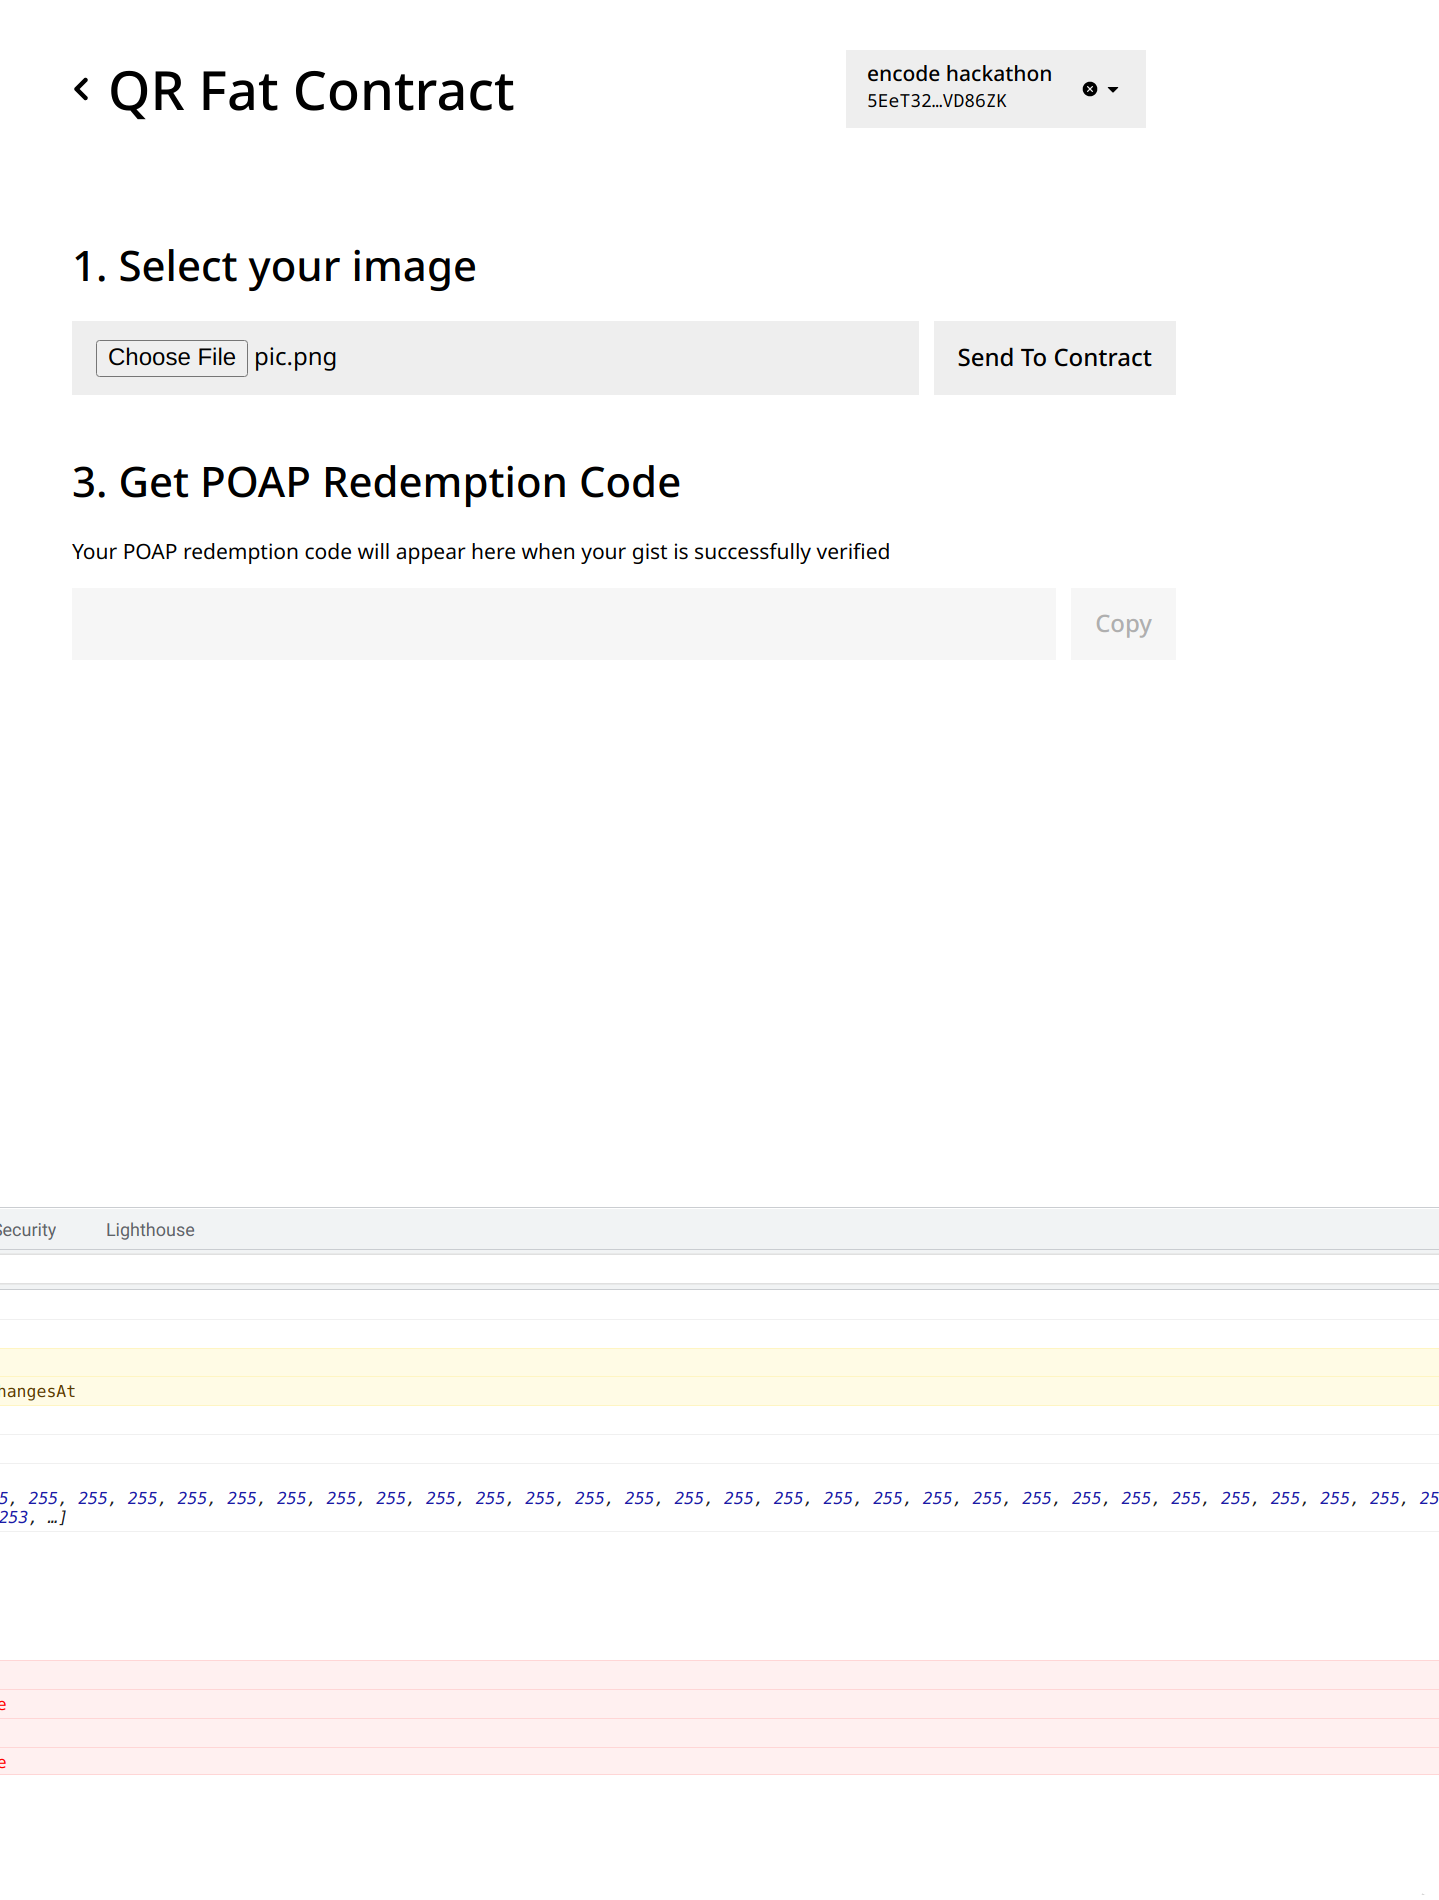 QR Fat Contract
encode hackathon
5EeT32…VD86ZK
1. Select your image
Choose File pic.png
Send To Contract
3. Get POAP Redemption Code
Your POAP redemption code will appear here when your gist is successfully verified
Copy
Security Lighthouse
hangesAt
5, 255, 255, 255, 255, 255, 255, 255, 255, 255, 255, 255, 255, 255, 255, 255, 255, 255, 255, 255, 255, 255, 255, 255, 255, 255, 255, 255, 255, 25
253, …]
e
e